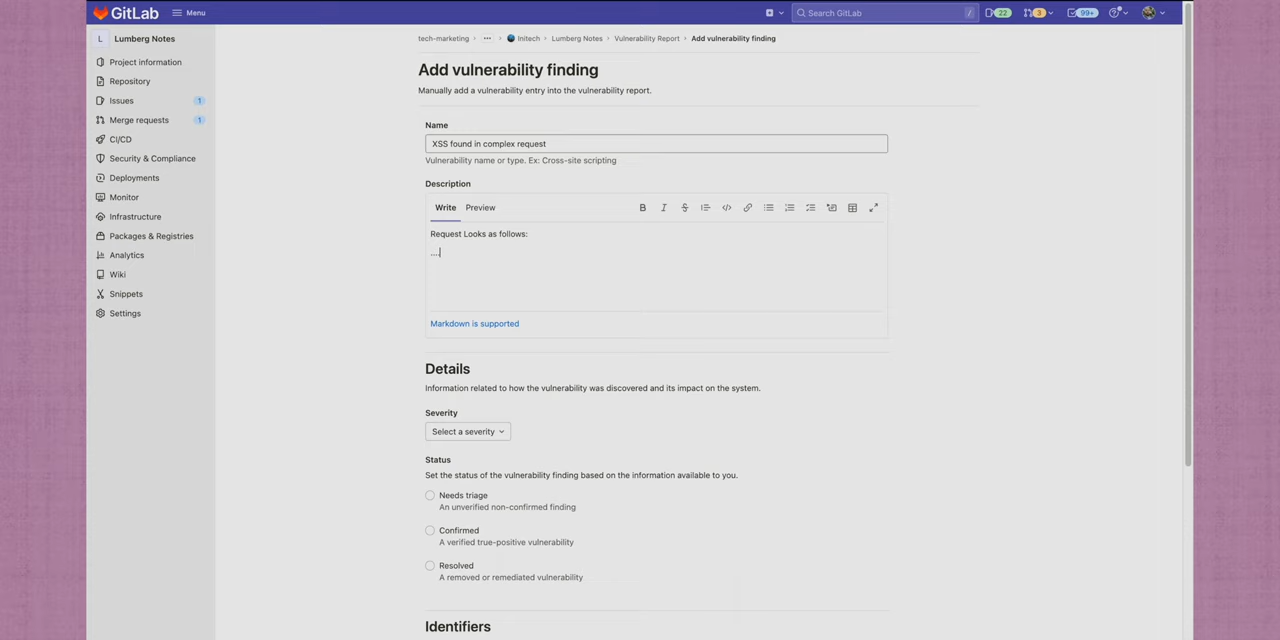 GitLab
Menu
Search GitLab
/
22
3
99+
L
Lumberg Notes
tech-marketing › ... › Initech › Lumberg Notes › Vulnerability Report › Add vulnerability finding
Project information
Repository
Issues 1
Merge requests 1
CI/CD
Security & Compliance
Deployments
Monitor
Infrastructure
Packages & Registries
Analytics
Wiki
Snippets
Settings
Add vulnerability finding
Manually add a vulnerability entry into the vulnerability report.
Name
XSS found in complex request
Vulnerability name or type. Ex: Cross-site scripting
Description
Write Preview
Request Looks as follows:
....
Markdown is supported
Details
Information related to how the vulnerability was discovered and its impact on the system.
Severity
Select a severity
Status
Set the status of the vulnerability finding based on the information available to you.
Needs triage
An unverified non-confirmed finding
Confirmed
A verified true-positive vulnerability
Resolved
A removed or remediated vulnerability
Identifiers